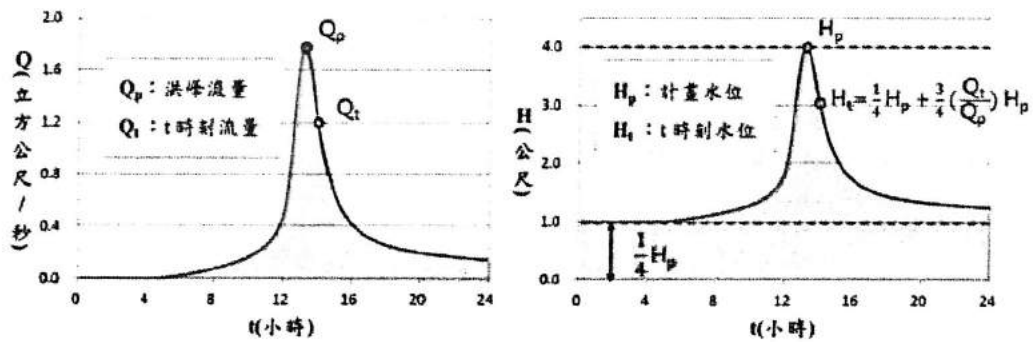 Q(立方公尺/秒)
2.0
1.6
1.2
0.8
0.4
0.0
Qp
Qp：洪峰流量
Qt
Qt：t時刻流量
0 4 8 12 16 20 24
t(小時)
H(公尺)
4.0
3.0
2.0
1.0
0.0
Hp
Hp：計畫水位
Ht=1/4Hp + 3/4(Qt/Qp) Hp
Ht：t時刻水位
1/4 Hp
0 4 8 12 16 20 24
t(小時)